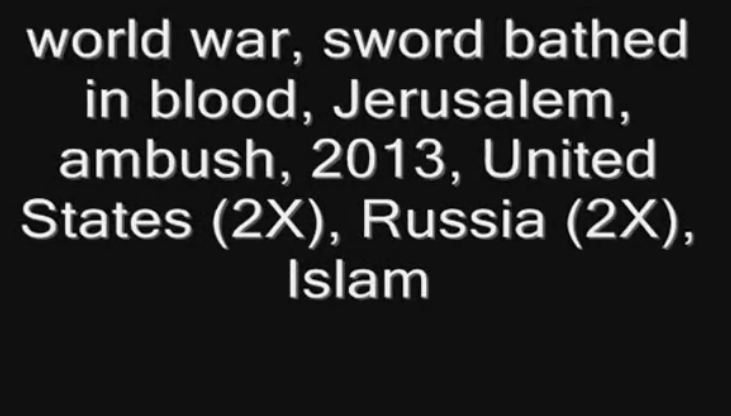 world war, sword bathed
in blood, Jerusalem,
ambush, 2013, United
States (2X), Russia (2X),
Islam